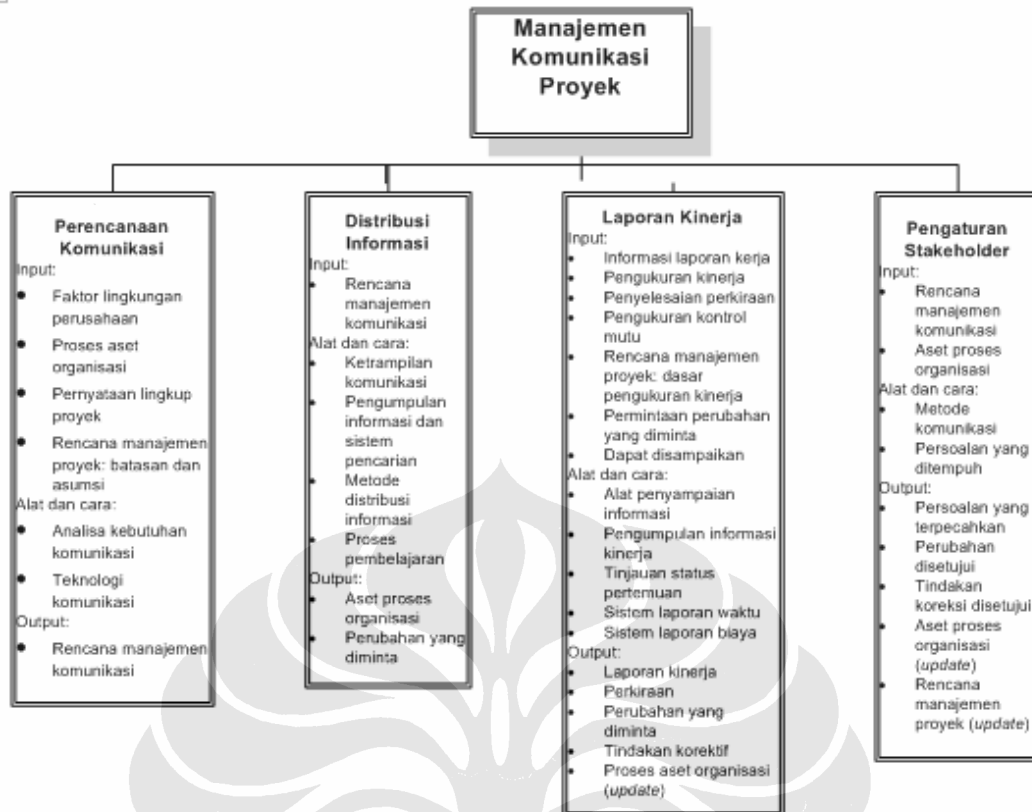 Manajemen
Komunikasi
Proyek
Perencanaan
Komunikasi
Input:
● Faktor lingkungan
perusahaan
● Proses aset
organisasi
● Pernyataan lingkup
proyek
● Rencana manajemen
proyek: batasan dan
asumsi
Alat dan cara:
● Analisa kebutuhan
komunikasi
● Teknologi
komunikasi
Output:
● Rencana manajemen
komunikasi
Distribusi
Informasi
Input:
• Rencana
manajemen
komunikasi
Alat dan cara:
• Ketrampilan
komunikasi
• Pengumpulan
informasi dan
sistem
pencarian
• Metode
distribusi
informasi
• Proses
pembelajaran
Output:
• Aset proses
organisasi
• Perubahan yang
diminta
Laporan Kinerja
Input:
• Informasi laporan kerja
• Pengukuran kinerja
• Penyelesaian perkiraan
• Pengukuran kontrol
mutu
• Rencana manajemen
proyek: dasar
pengukuran kinerja
• Permintaan perubahan
yang diminta
• Dapat disampaikan
Alat dan cara:
• Alat penyampaian
informasi
• Pengumpulan informasi
kinerja
• Tinjauan status
pertemuan
• Sistem laporan waktu
• Sistem laporan biaya
Output:
• Laporan kinerja
• Perkiraan
• Perubahan yang
diminta
• Tindakan korektif
• Proses aset organisasi
(update)
Pengaturan
Stakeholder
Input:
• Rencana
manajemen
komunikasi
• Aset proses
organisasi
Alat dan cara:
• Metode
komunikasi
• Persoalan yang
ditempuh
Output:
• Persoalan yang
terpecahkan
• Perubahan
disetujui
• Tindakan
koreksi disetujui
• Aset proses
organisasi
(update)
• Rencana
manajemen
proyek (update)